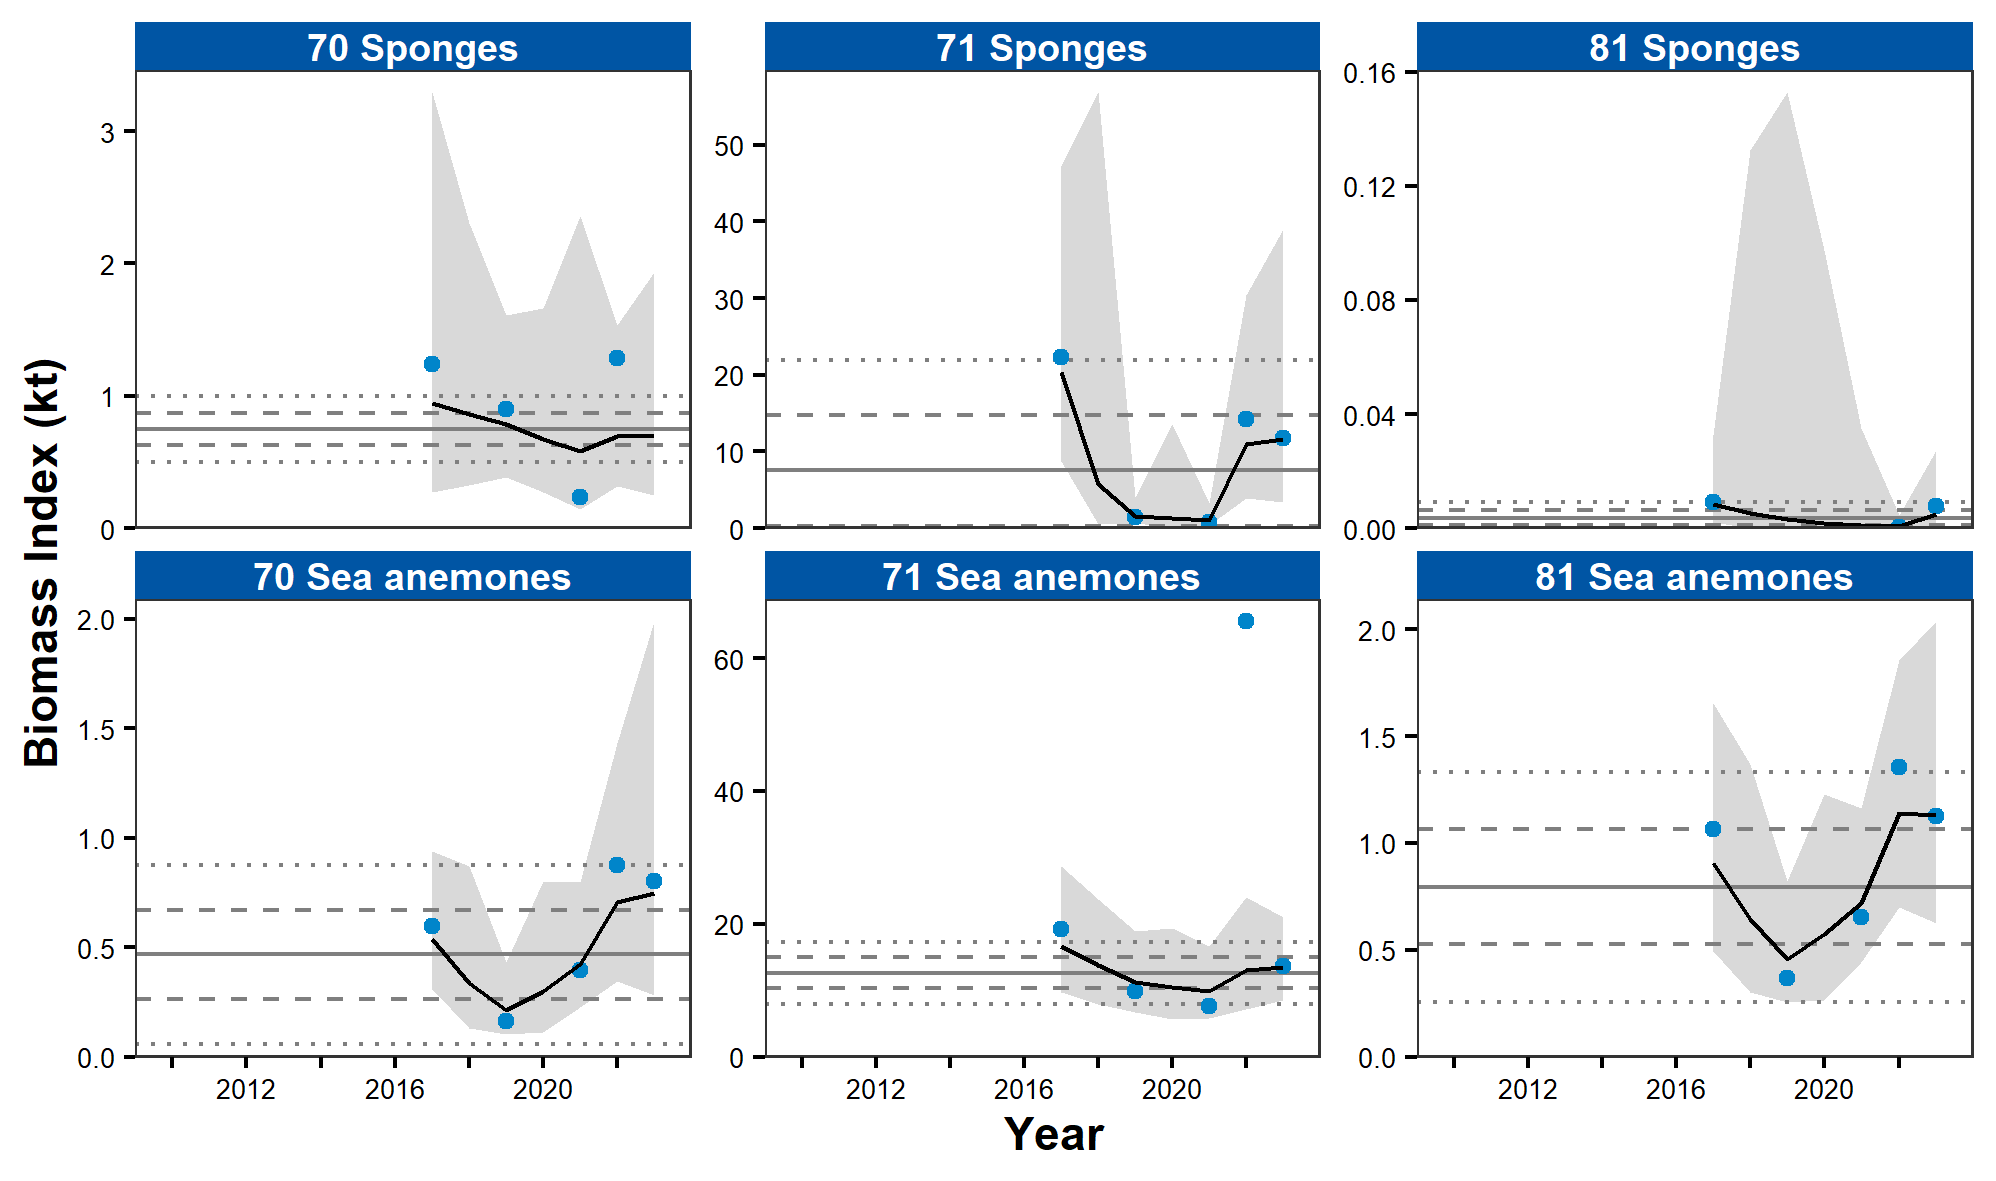 70 Sponges
71 Sponges
81 Sponges
3
2
1
0
50
40
30
20
10
0
0.16
0.12
0.08
0.04
0.00
Biomass Index (kt)
70 Sea anemones
71 Sea anemones
81 Sea anemones
2.0
1.5
1.0
0.5
0.0
60
40
20
0
2.0
1.5
1.0
0.5
0.0
2012 2016 2020
2012 2016 2020
2012 2016 2020
Year